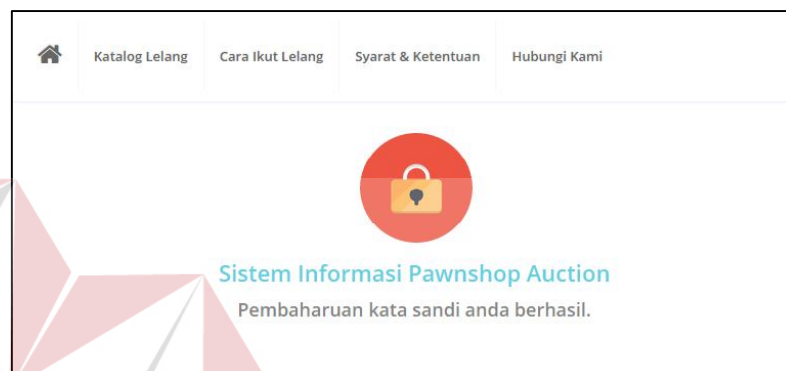 Katalog Lelang Cara Ikut Lelang Syarat & Ketentuan Hubungi Kami
Sistem Informasi Pawnshop Auction
Pembaharuan kata sandi anda berhasil.